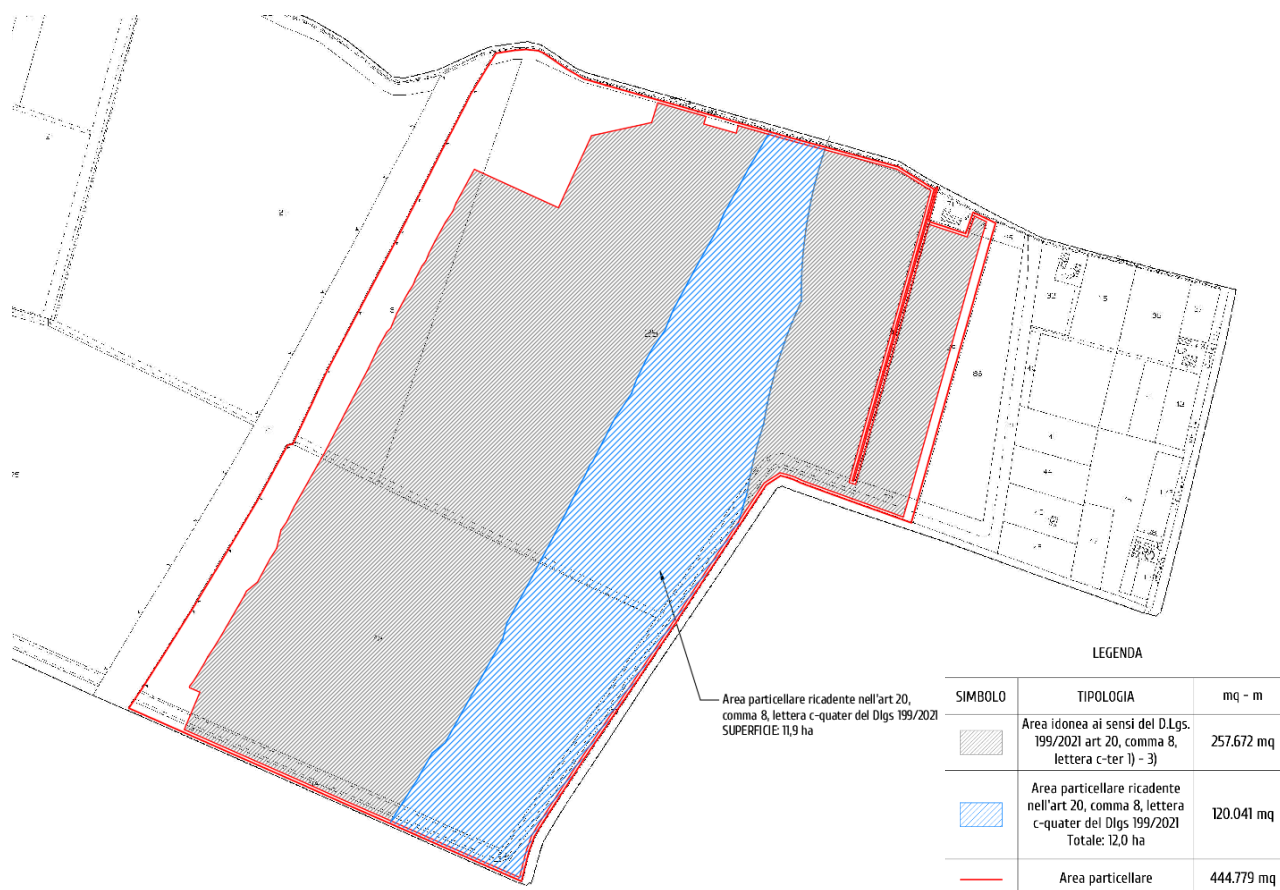 Area particellare ricadente nell'art 20,
comma 8, lettera c-quater del Dlgs 199/2021
SUPERFICIE: 11,9 ha
LEGENDA
SIMBOLO TIPOLOGIA mq - m
Area idonea ai sensi del D.Lgs.
199/2021 art 20, comma 8,
lettera c-ter 1) - 3)
257.672 mq
Area particellare ricadente
nell'art 20, comma 8, lettera
c-quater del Dlgs 199/2021
Totale: 12,0 ha
120.041 mq
Area particellare 444.779 mq